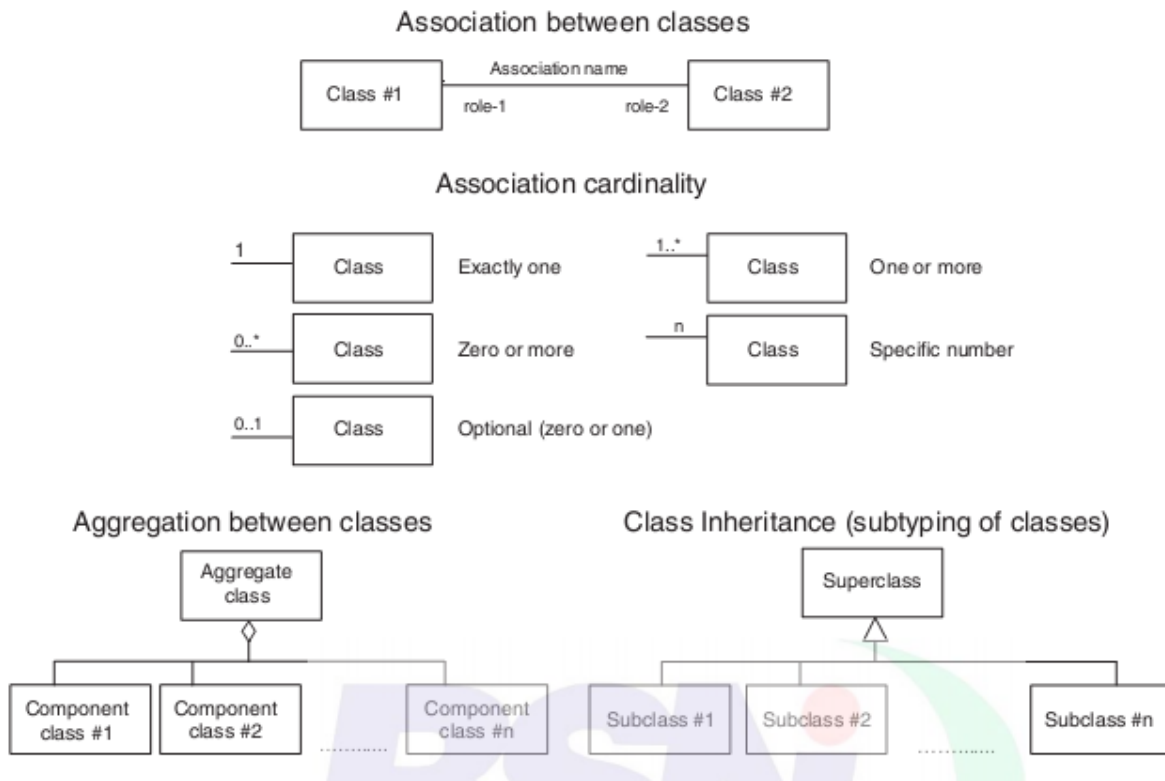 Association between classes
Class #1
Association name
role-1
role-2
Class #2
Association cardinality
1
Class
Exactly one
1..*
Class
One or more
0..*
Class
Zero or more
n
Class
Specific number
0..1
Class
Optional (zero or one)
Aggregation between classes
Aggregate
class
Component
class #1
Component
class #2
............
Component
class #n
Class Inheritance (subtyping of classes)
Superclass
Subclass #1
Subclass #2
............
Subclass #n
BSN